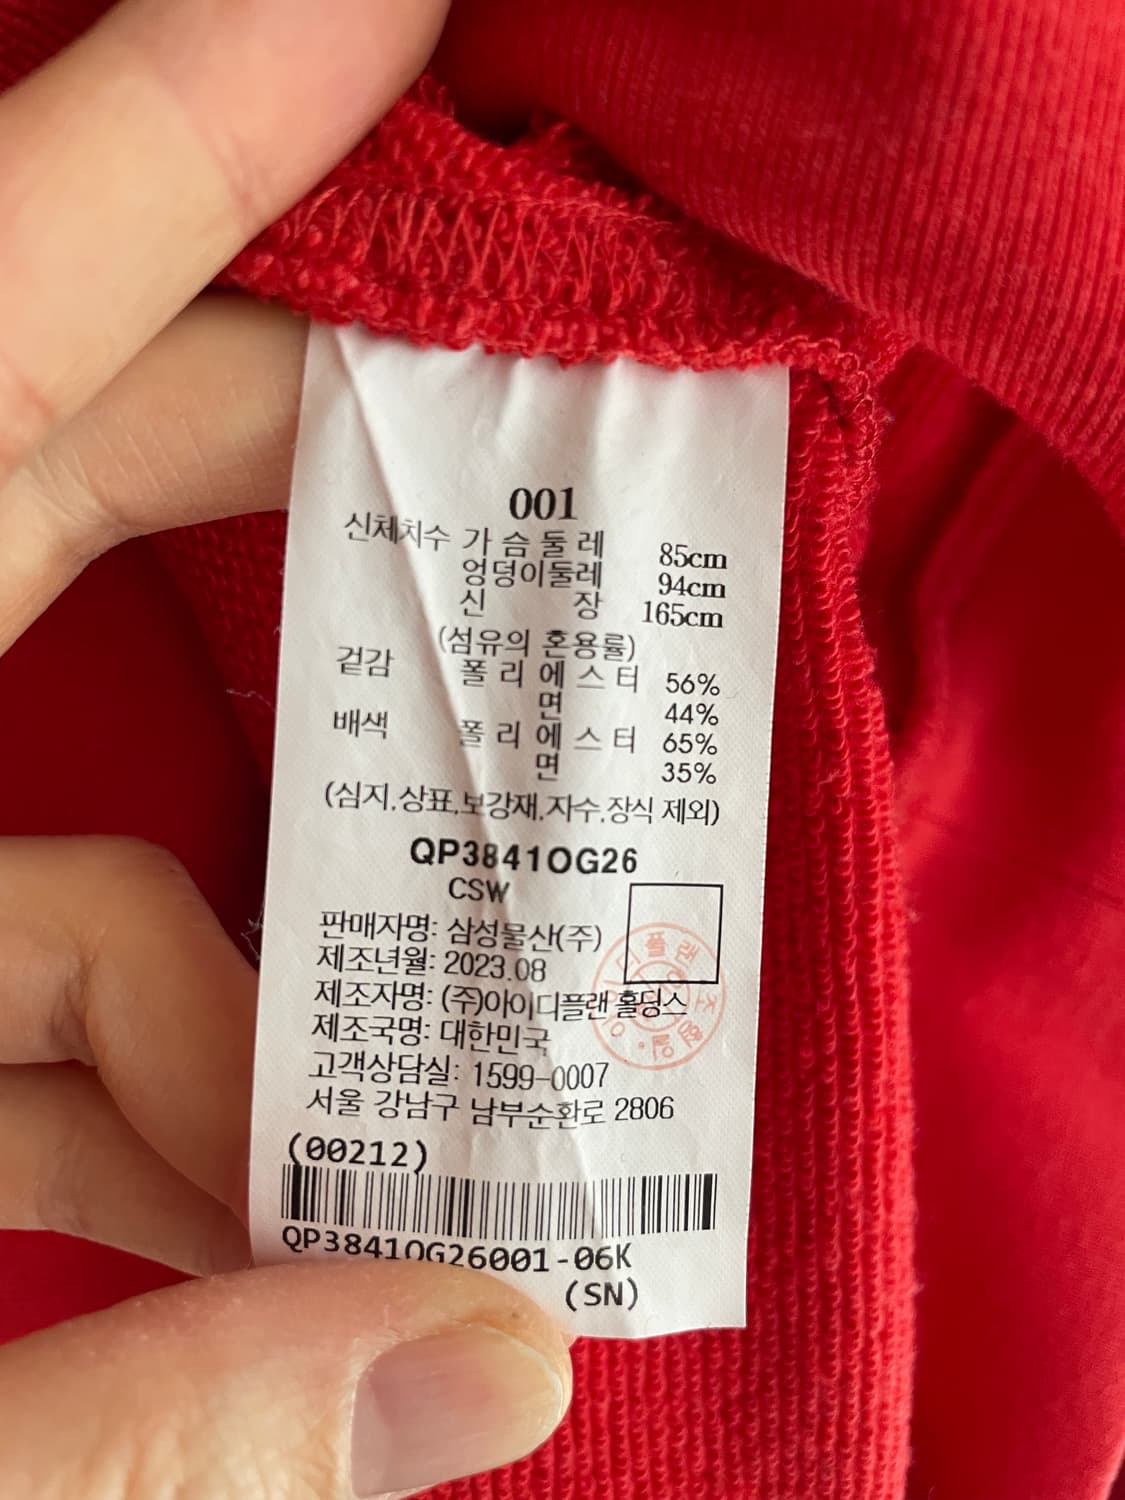 001
신체치수 가슴둘레 85cm
엉덩이둘레 94cm
신 장 165cm
(섬유의 혼용률)
겉감 폴리에스터 56%
면 44%
배색 폴리에스터 65%
면 35%
(심지.상표.보강재.자수.장식 제외)
QP3841OG26
CSW
판매자명: 삼성물산(주)
제조년월: 2023.08
제조자명: (주)아이디플랜 홀딩스
제조국명: 대한민국
고객상담실: 1599-0007
서울 강남구 남부순환로 2806
(00212)
QP3841OG26001-06K
(SN)